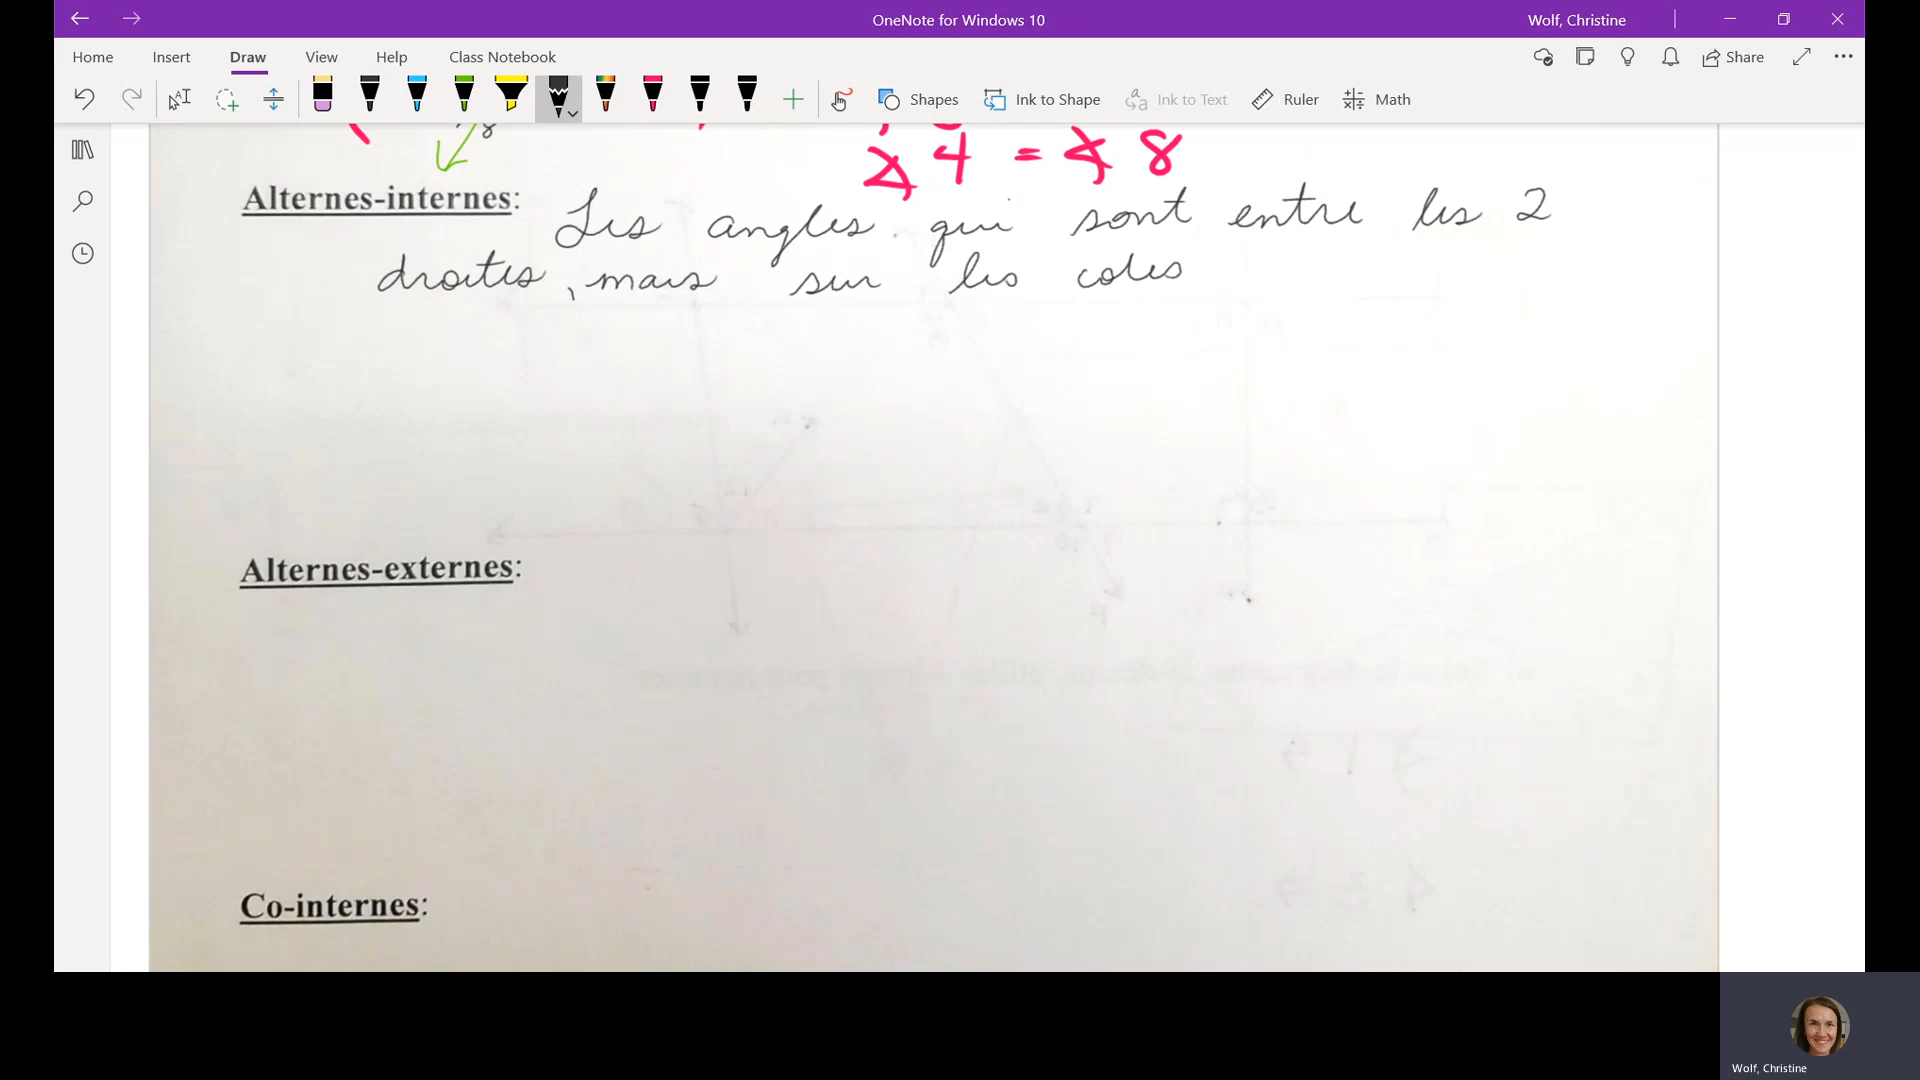 OneNote for Windows 10
Wolf, Christine
Home Insert Draw View Help Class Notebook
Share
Shapes Ink to Shape Ink to Text Ruler Math
8
∡ 4 = ∡ 8
Alternes-internes: Les angles qui sont entre les 2
droites, mais sur les cotes
Alternes-externes:
Co-internes:
Wolf, Christine